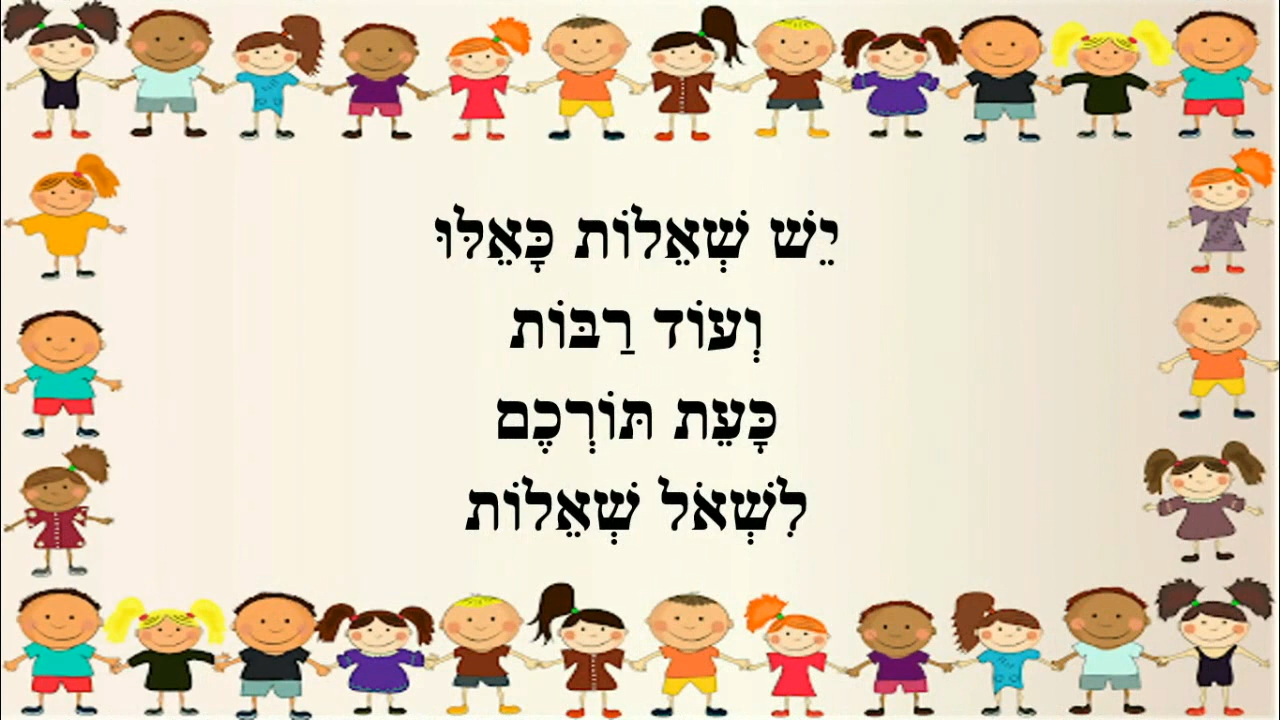 יֵשׁ שְׁאֵלוֹת כָּאֵלּוּ
וְעוֹד רַבּוֹת
כָּעֵת תּוֹרְכֶם
לִשְׁאֹל שְׁאֵלוֹת